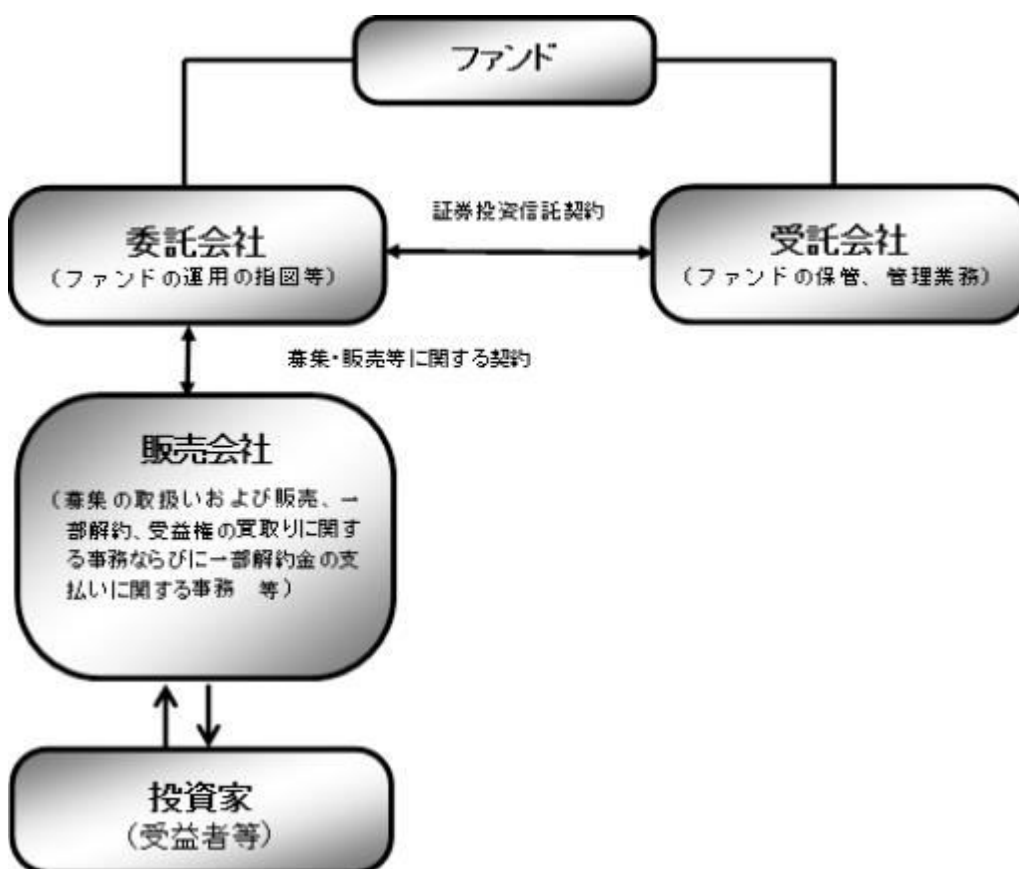 ファンド
委託会社
（ファンドの運用の指図等）
証券投資信託契約
受託会社
（ファンドの保管、管理業務）
募集・販売等に関する契約
販売会社
（募集の取扱いおよび販売、一
部解約、受益権の買取りに関す
る事務ならびに一部解約金の支
払いに関する事務　等）
投資家
（受益者等）